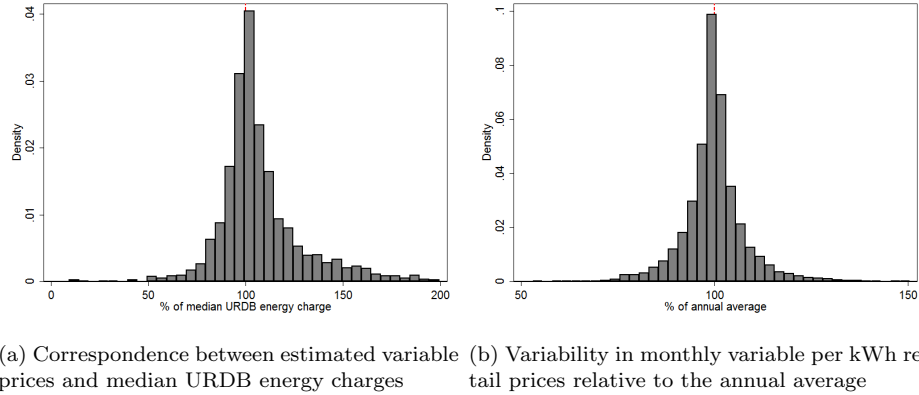 .04
.03
.02
.01
0
Density
0 50 100 150 200
% of median URDB energy charge
.1
.08
.06
.04
.02
0
Density
50 100 150
% of annual average
(a) Correspondence between estimated variable
prices and median URDB energy charges
(b) Variability in monthly variable per kWh re
tail prices relative to the annual average